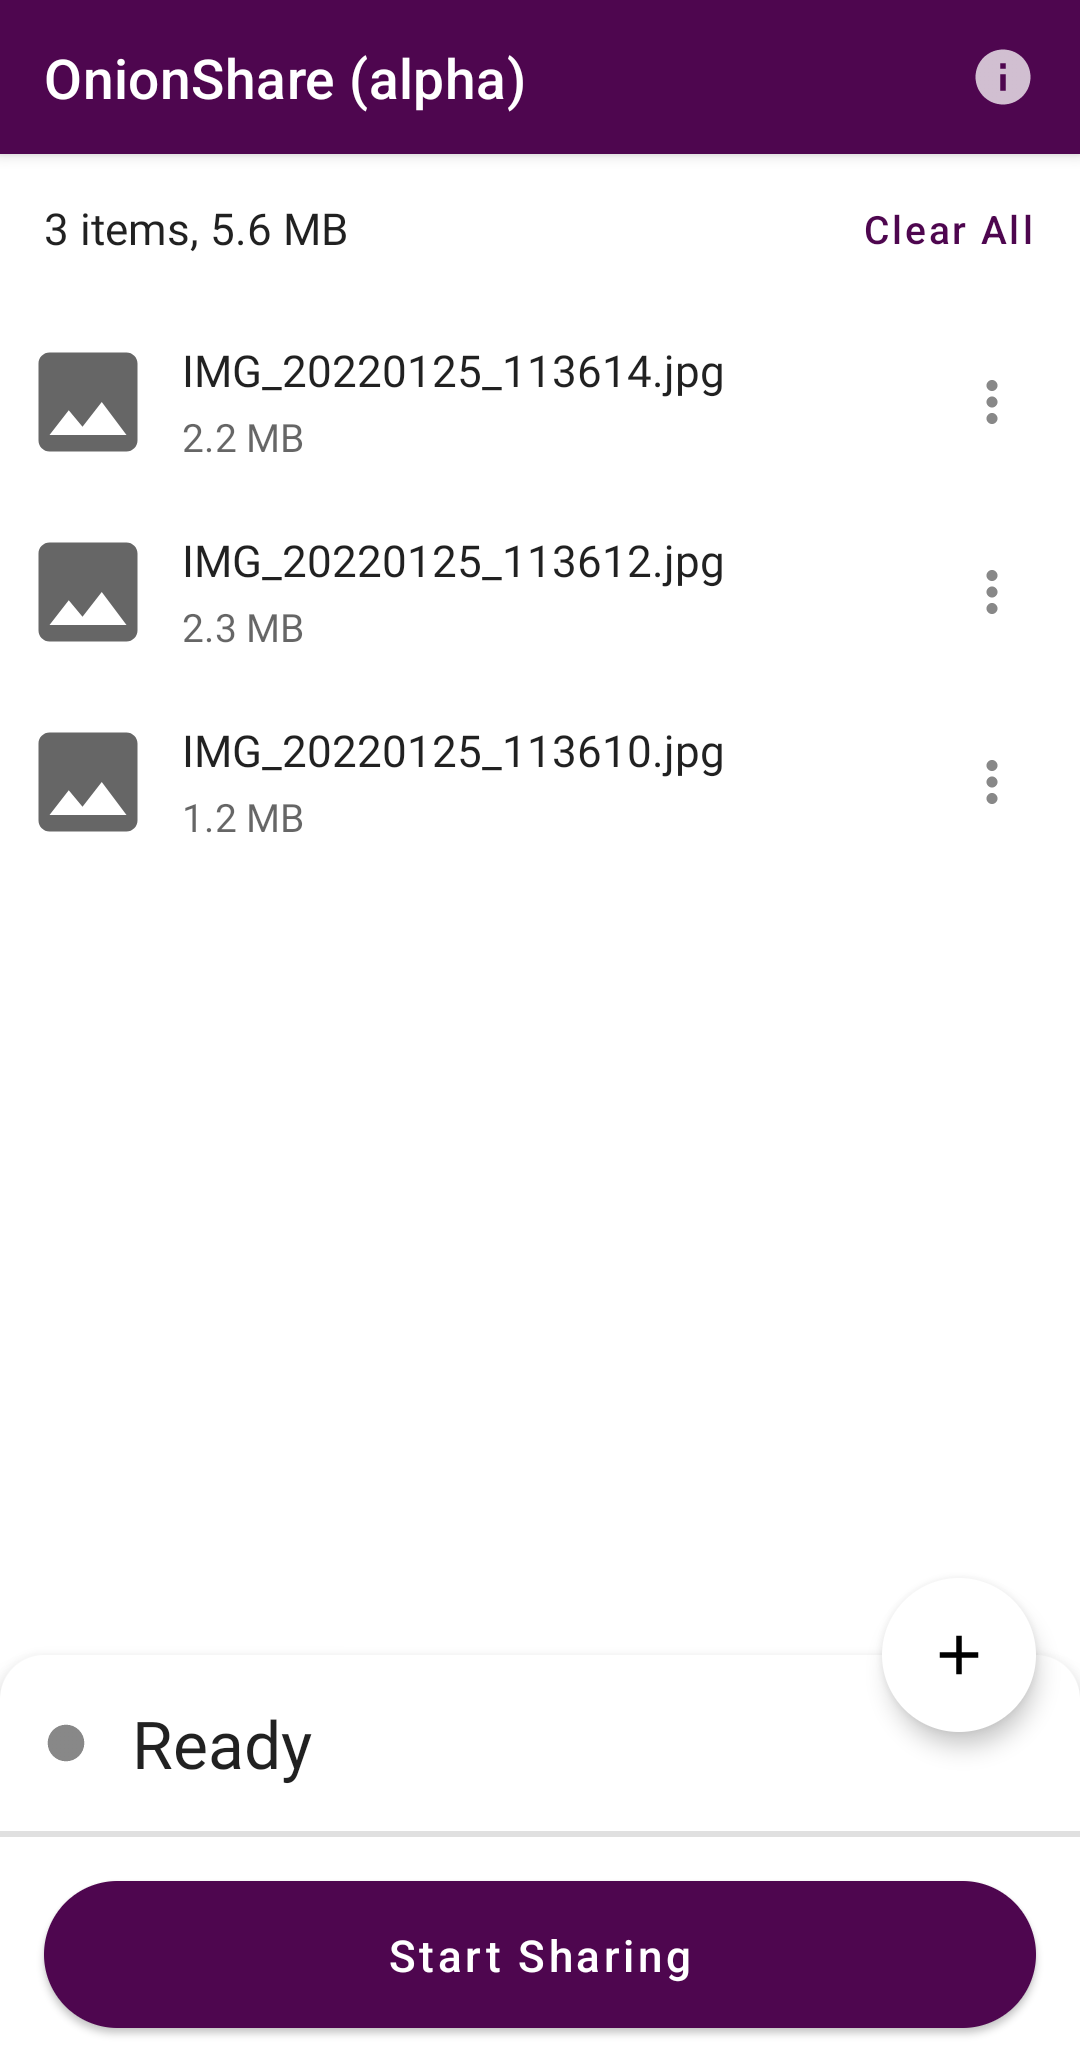 OnionShare (alpha)
3 items, 5.6 MB
Clear All
IMG_20220125_113614.jpg
2.2 MB
IMG_20220125_113612.jpg
2.3 MB
IMG_20220125_113610.jpg
1.2 MB
Ready
Start Sharing